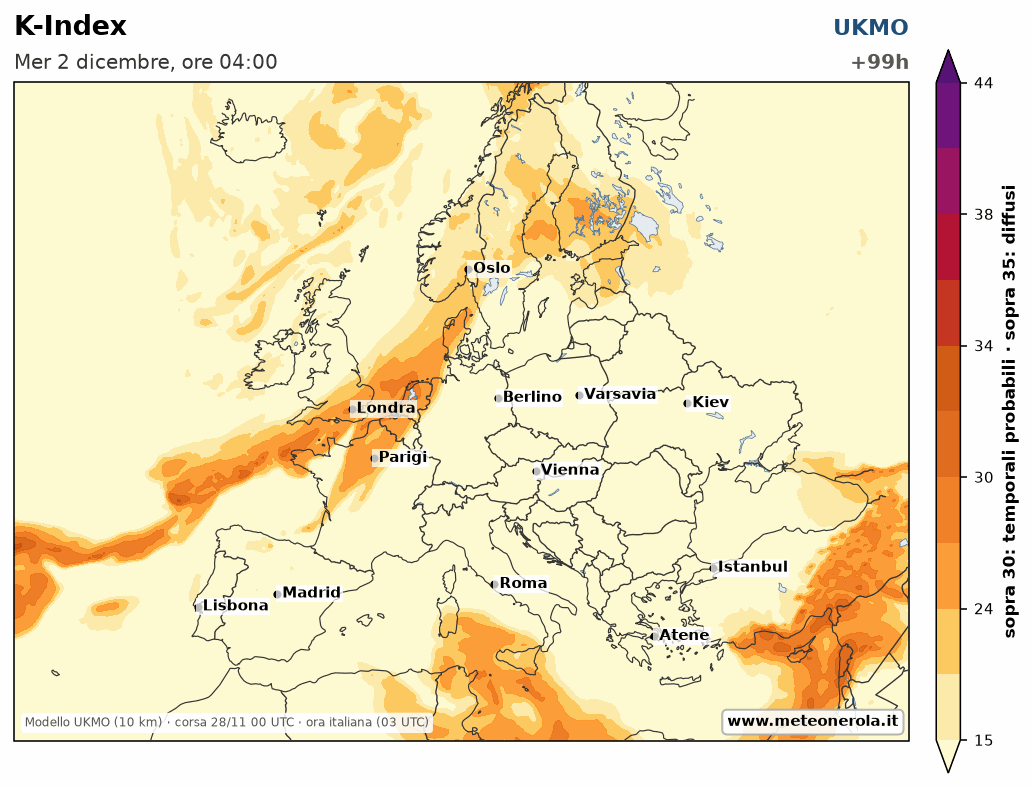 K-Index
UKMO
Mer 2 dicembre, ore 04:00
+99h
44
38
34
30
24
15
sopra 30: temporali probabili · sopra 35: diffusi
Oslo
Berlino
Varsavia
Kiev
Londra
Parigi
Vienna
Istanbul
Roma
Madrid
Lisbona
Atene
Modello UKMO (10 km) · corsa 28/11 00 UTC · ora italiana (03 UTC)
www.meteonerola.it